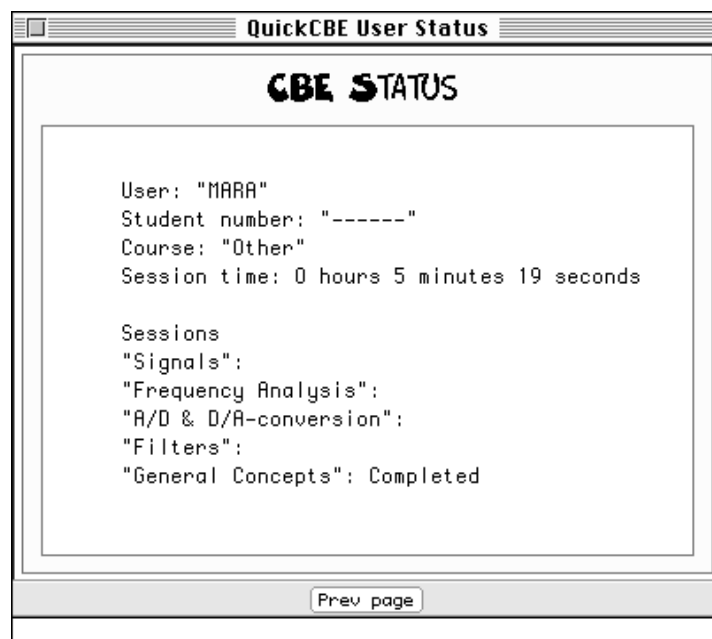 QuickCBE User Status
CBE STATUS
User: "MARA"
Student number: "------"
Course: "Other"
Session time: 0 hours 5 minutes 19 seconds
Sessions
"Signals":
"Frequency Analysis":
"A/D & D/A-conversion":
"Filters":
"General Concepts": Completed
Prev page